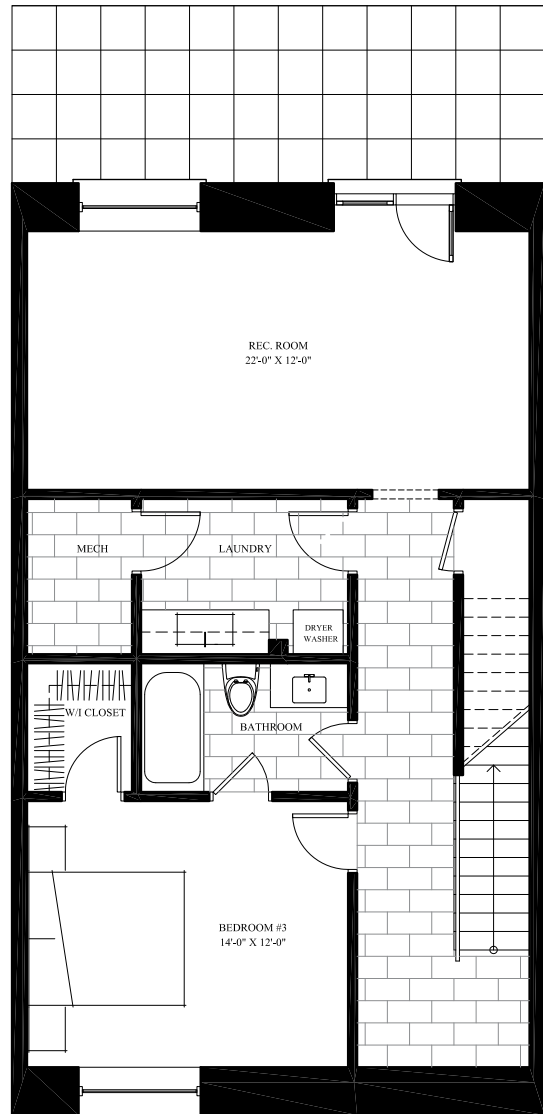 REC. ROOM
22'-0" X 12'-0"
MECH
LAUNDRY
DRYER
WASHER
W/I CLOSET
BATHROOM
BEDROOM #3
14'-0" X 12'-0"